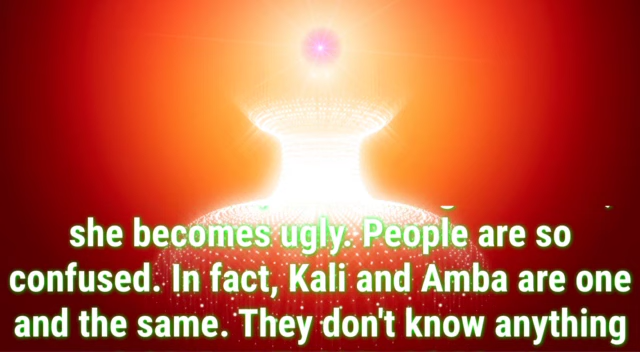 she becomes ugly. People are so
confused. In fact, Kali and Amba are one
and the same. They don't know anything